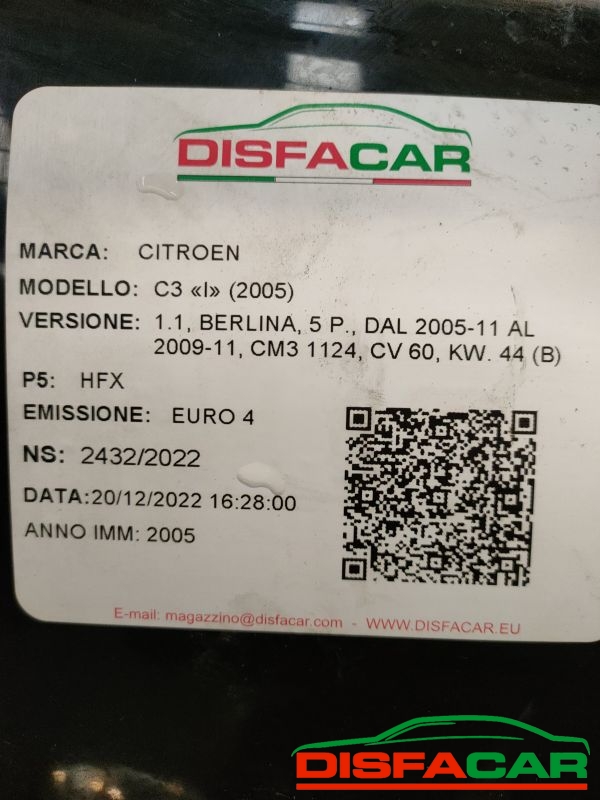 DISFACAR
MARCA: CITROEN
MODELLO: C3 «I» (2005)
VERSIONE: 1.1, BERLINA, 5 P., DAL 2005-11 AL
2009-11, CM3 1124, CV 60, KW. 44 (B)
P5: HFX
EMISSIONE: EURO 4
NS: 2432/2022
DATA:20/12/2022 16:28:00
ANNO IMM: 2005
E-mail: magazzino@disfacar.com - WWW.DISFACAR.EU
DISFACAR